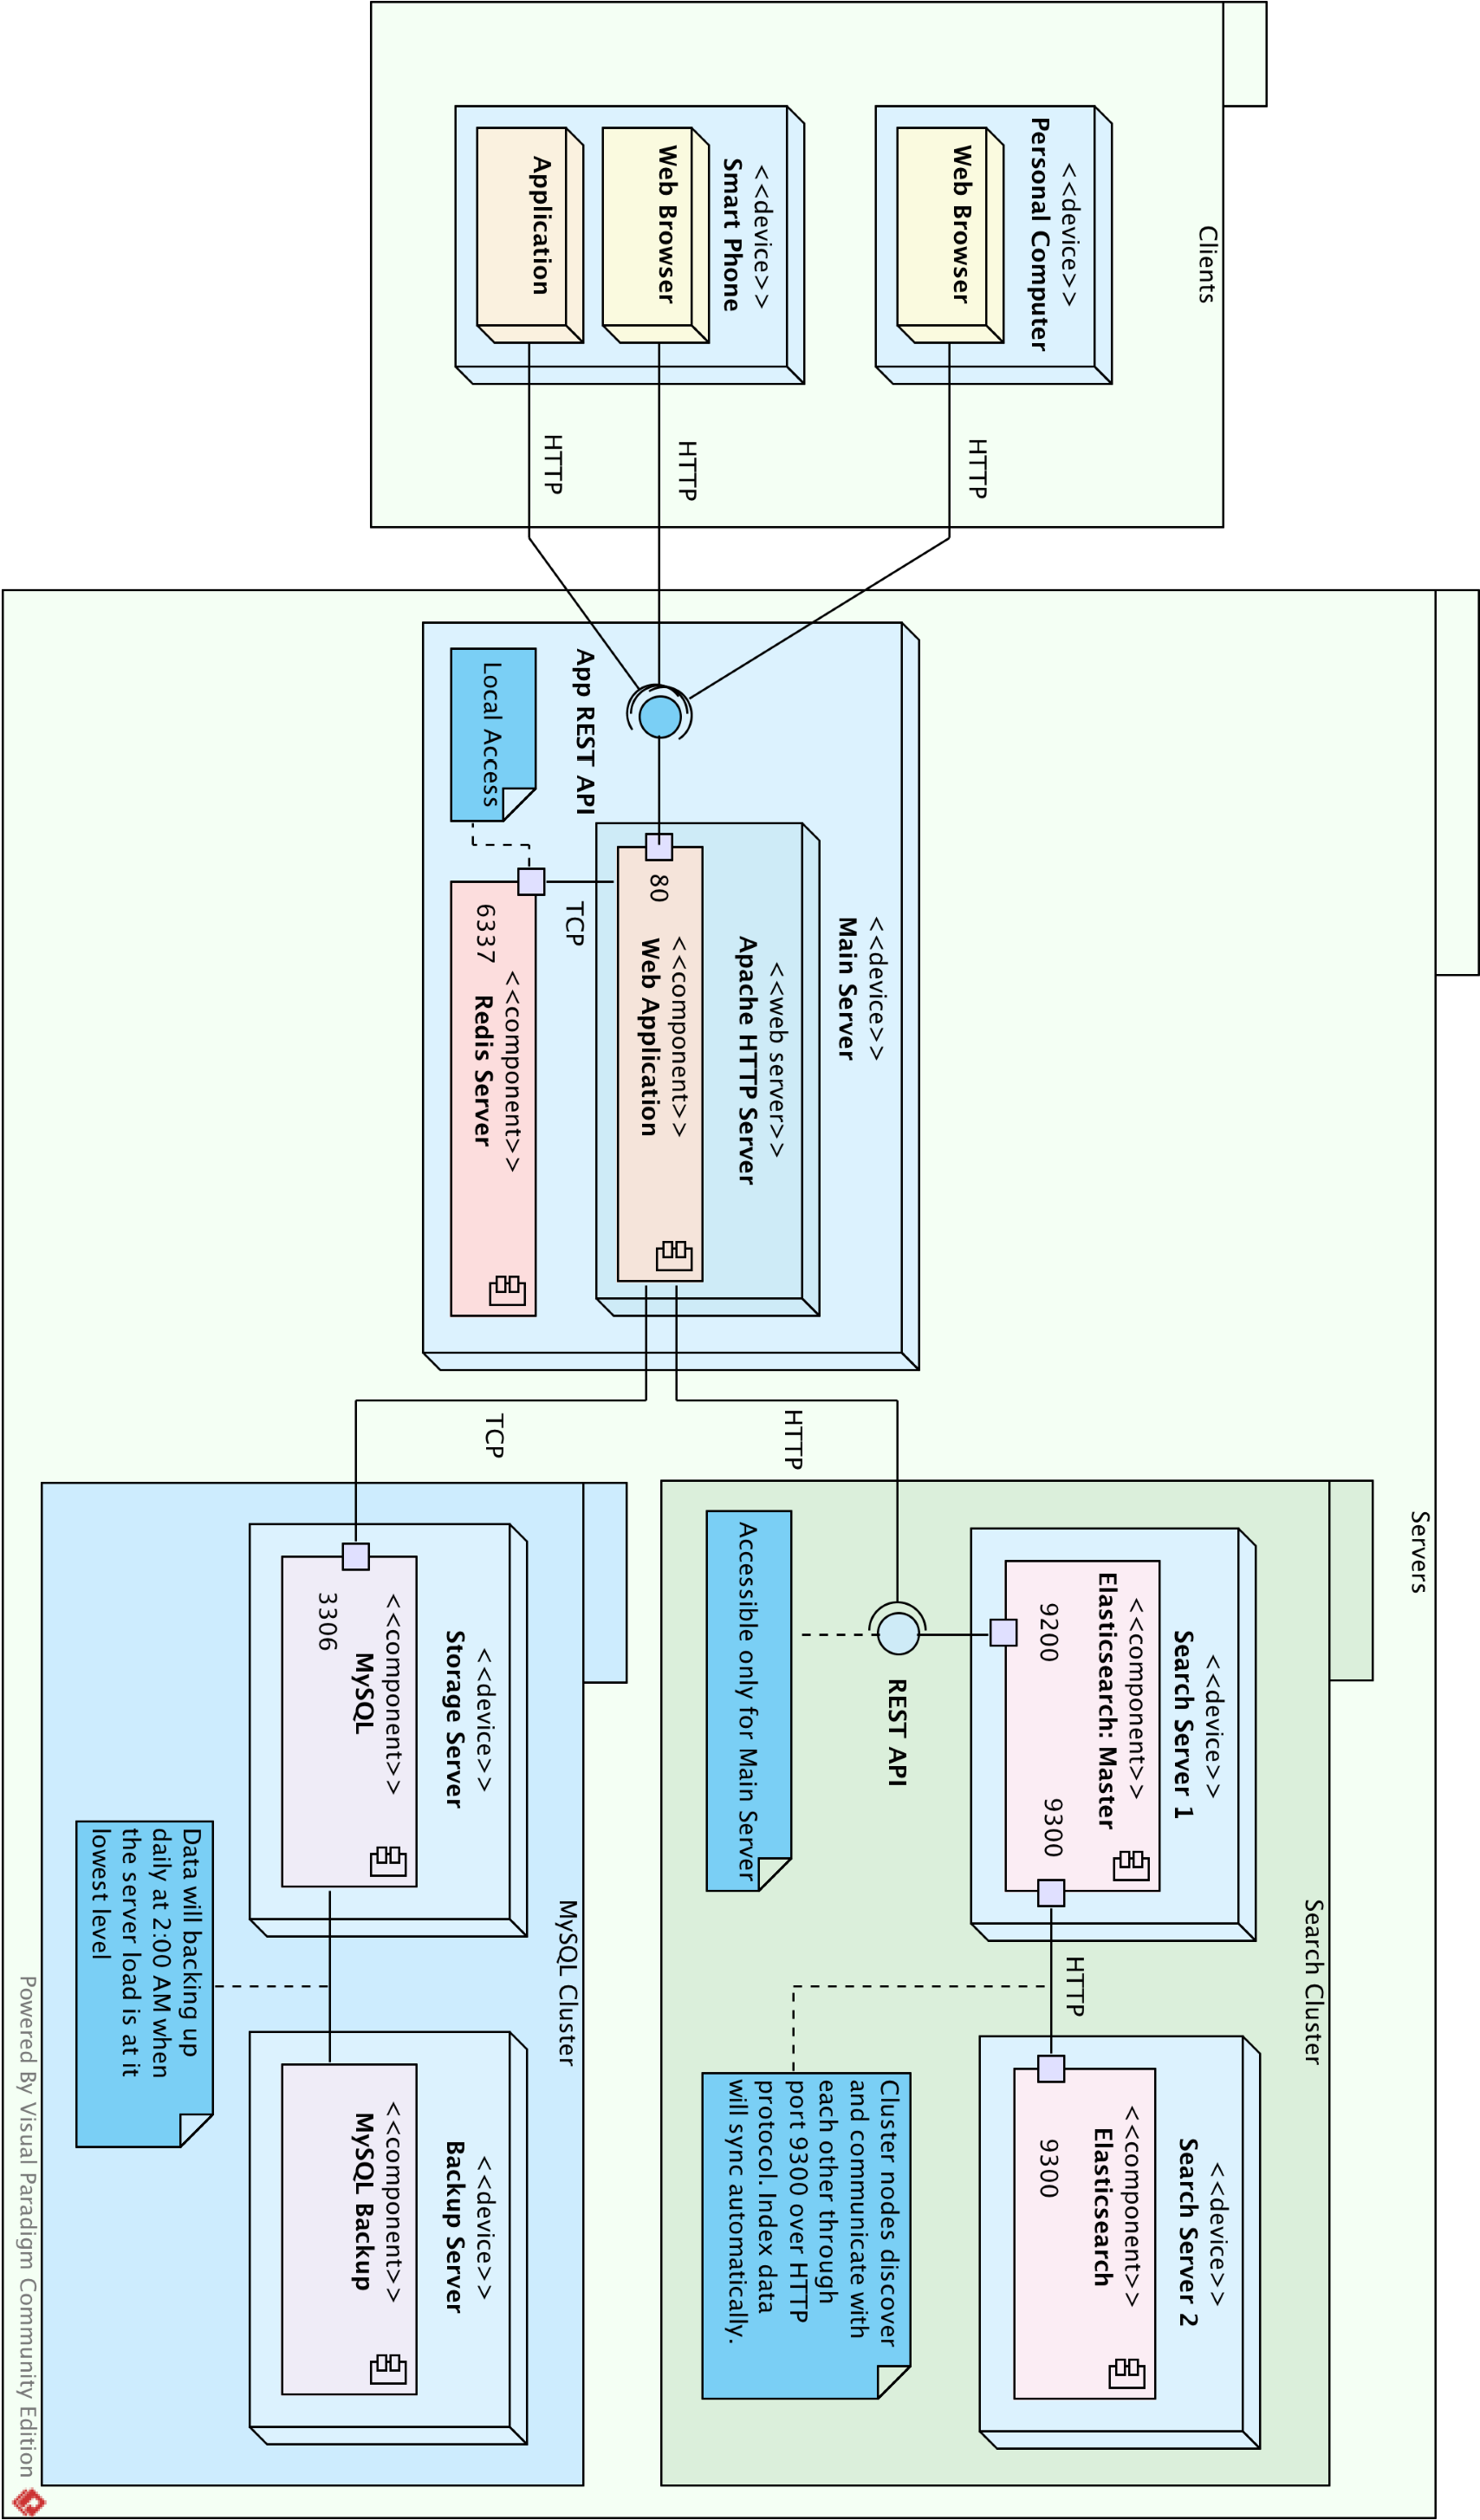 Clients
<<device>>
Personal Computer
Web Browser
HTTP
<<device>>
Smart Phone
Web Browser
HTTP
Application
HTTP
Servers
<<device>>
Main Server
<<web server>>
Apache HTTP Server
<<component>>
Web Application
80
App REST API
TCP
Local Access
<<component>>
Redis Server
6337
HTTP
TCP
Search Cluster
<<device>>
Search Server 1
<<component>>
Elasticsearch: Master
9200
9300
HTTP
<<device>>
Search Server 2
<<component>>
Elasticsearch
9300
REST API
Accessible only for Main Server
Cluster nodes discover
and communicate with
each other through
port 9300 over HTTP
protocol. Index data
will sync automatically.
MySQL Cluster
<<device>>
Storage Server
<<component>>
MySQL
3306
<<device>>
Backup Server
<<component>>
MySQL Backup
Data will backing up
daily at 2:00 AM when
the server load is at it
lowest level
Powered By Visual Paradigm Community Edition